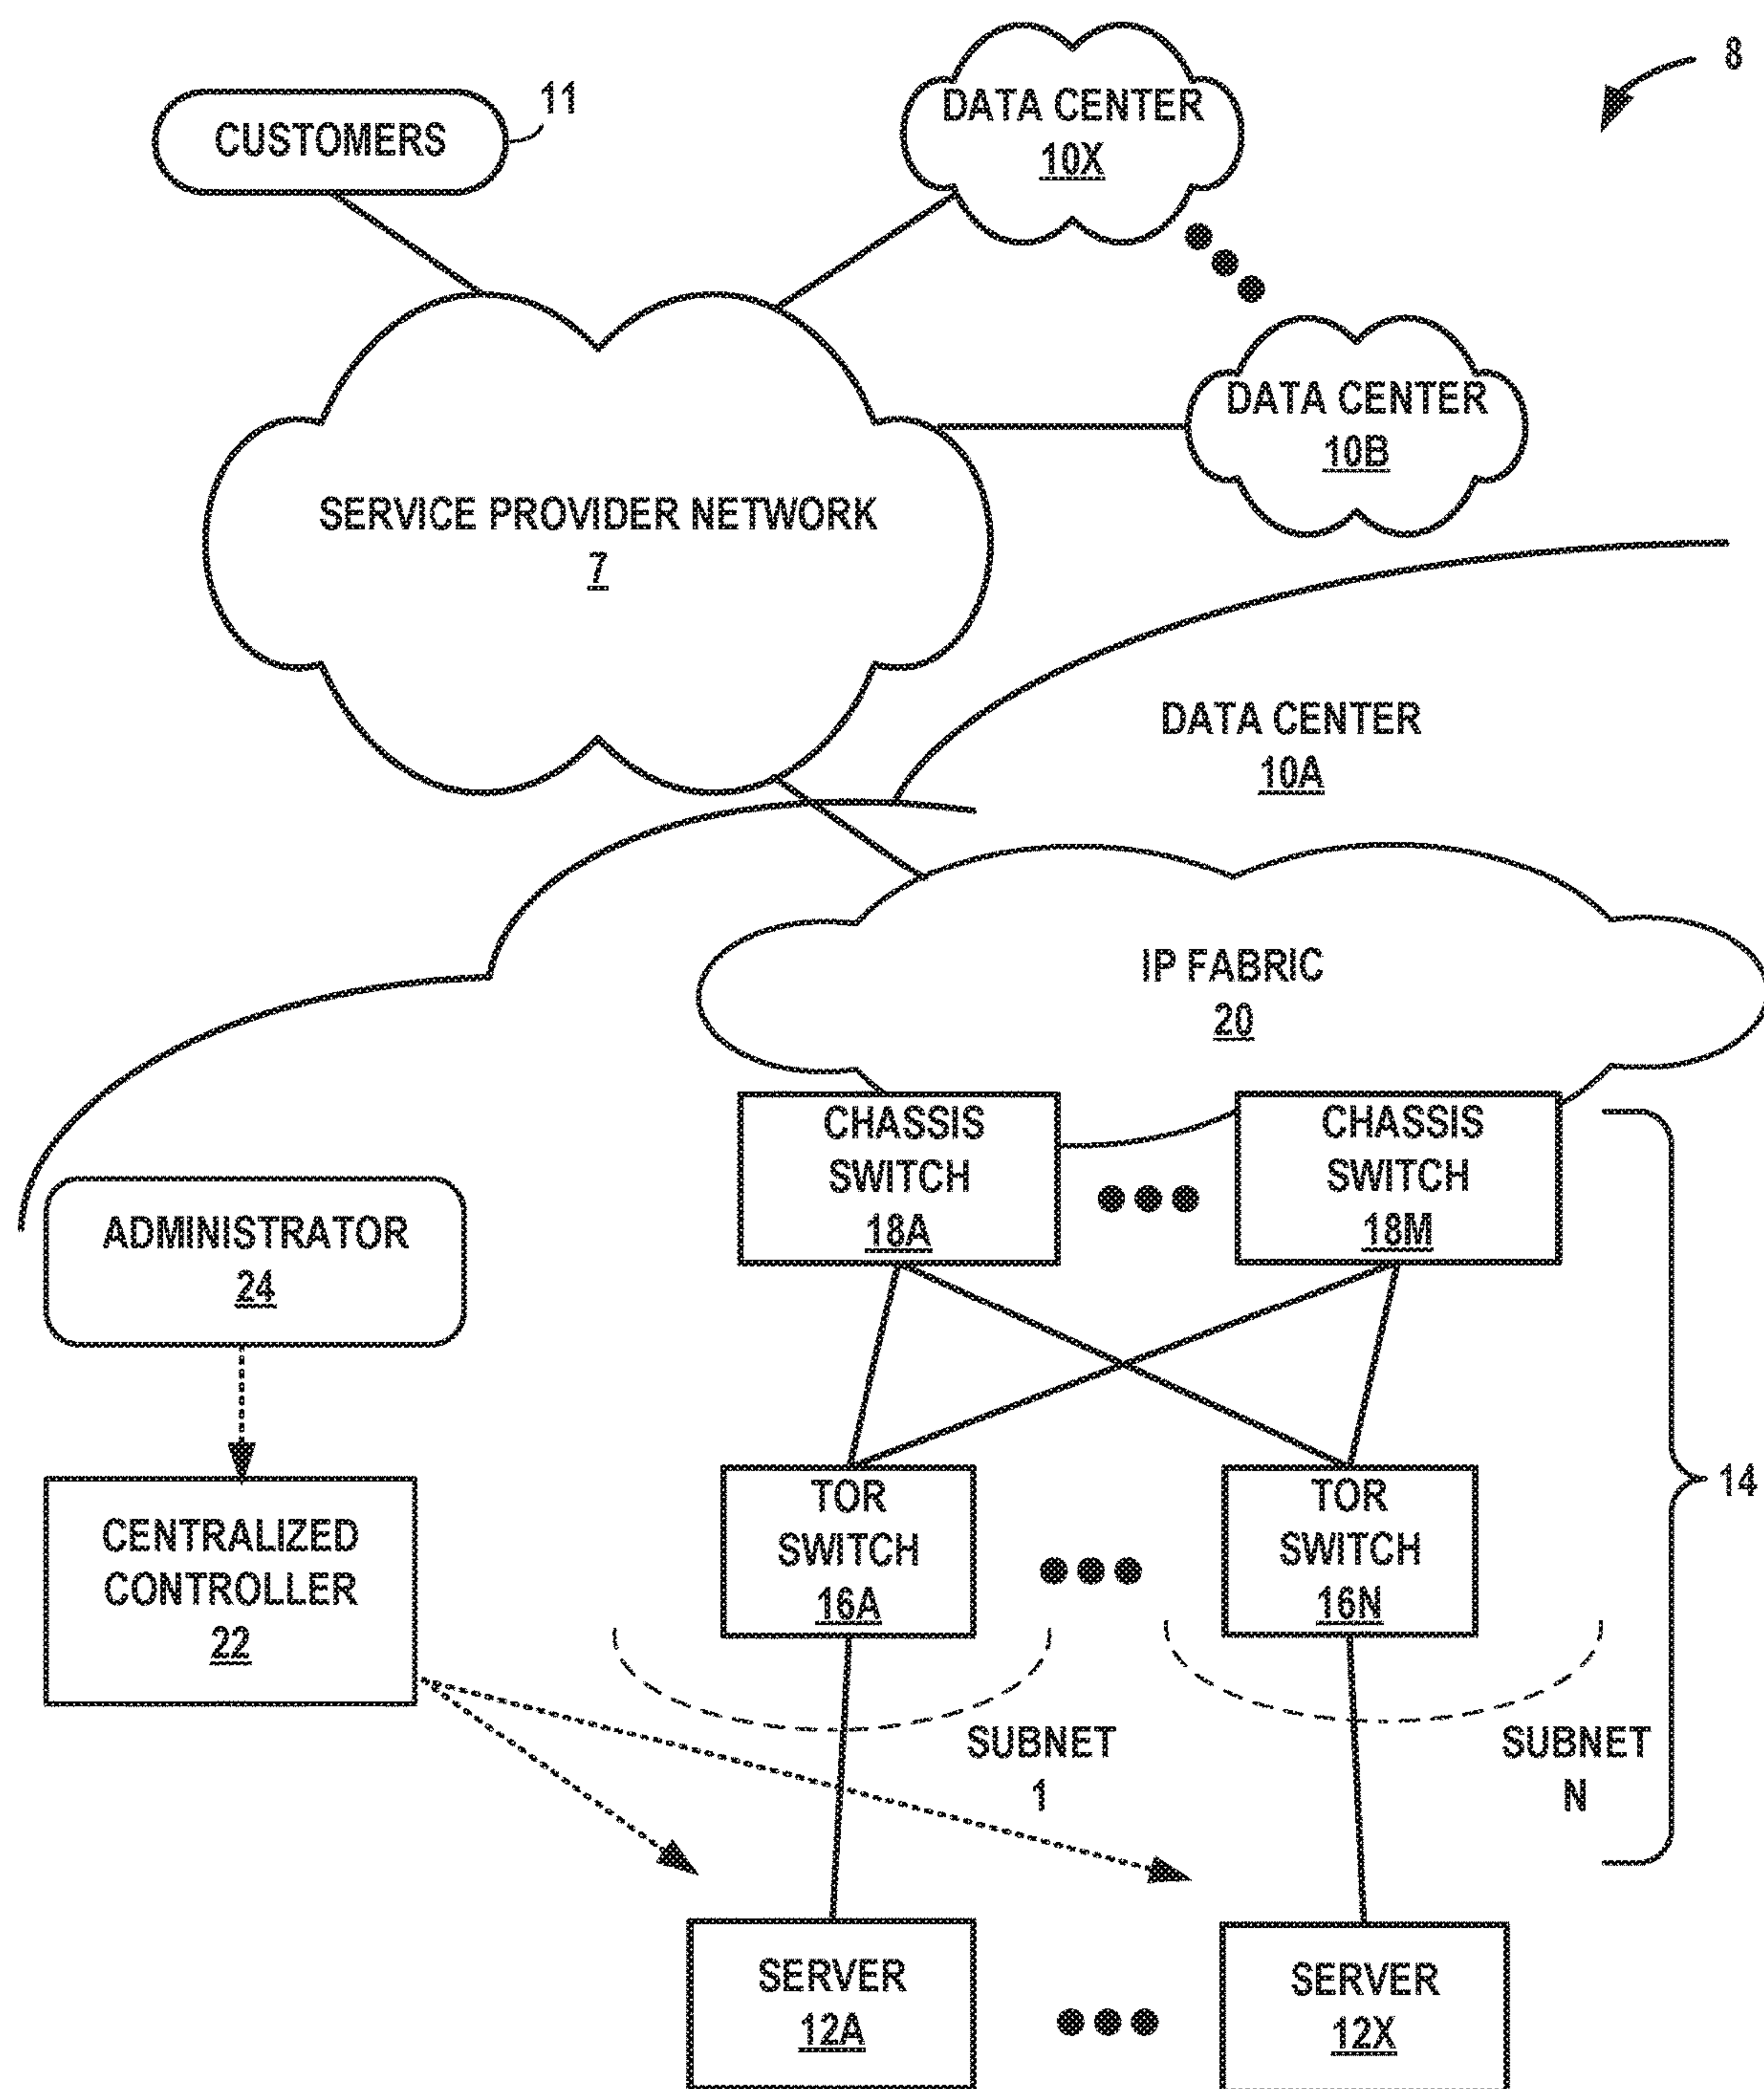 8
11
CUSTOMERS
DATA CENTER
10X
DATA CENTER
10B
SERVICE PROVIDER NETWORK
7
DATA CENTER
10A
IP FABRIC
20
CHASSIS
SWITCH
18A
CHASSIS
SWITCH
18M
ADMINISTRATOR
24
14
CENTRALIZED
CONTROLLER
22
TOR
SWITCH
16A
TOR
SWITCH
16N
SUBNET
1
SUBNET
N
SERVER
12A
SERVER
12X